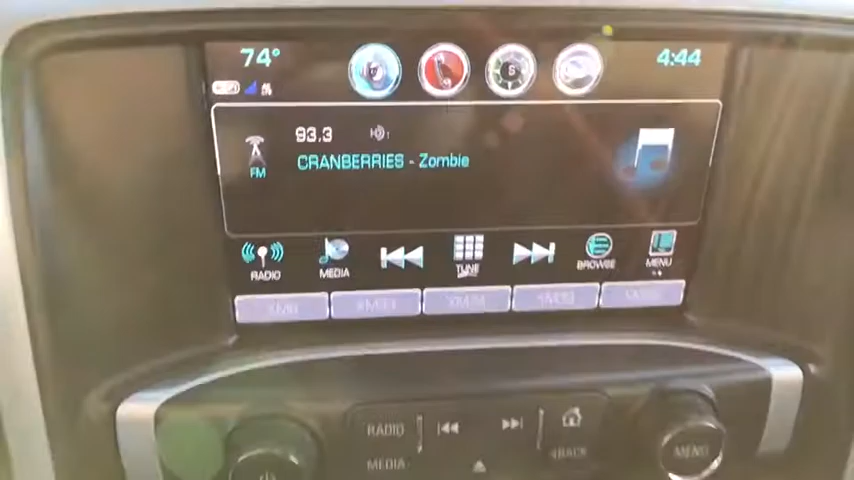 74°
4:44
93.3
FM
CRANBERRIES - Zombie
RADIO
MEDIA
TUNE
BROWSE
MENU
RADIO
MEDIA
BACK
MENU